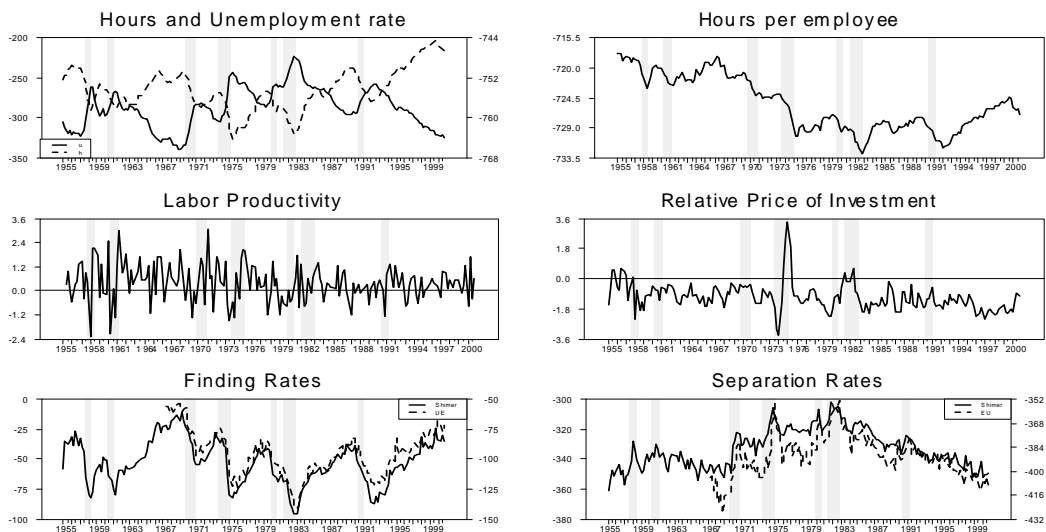 Hours and Unemployment rate
-200
-250
-300
-350
-744
-752
-760
-768
u
h
1955 1959 1963 1967 1971 1975 1979 1983 1987 1991 1995 1999
Hours per employee
-715.5
-720.0
-724.5
-729.0
-733.5
1955 1958 1961 1964 1967 1970 1973 1976 1979 1982 1985 1988 1991 1994 1997 2000
Labor Productivity
3.6
2.4
1.2
0.0
-1.2
-2.4
1955 1958 1961 1964 1967 1970 1973 1976 1979 1982 1985 1988 1991 1994 1997 2000
Relative Price of Investment
3.6
1.8
0.0
-1.8
-3.6
1955 1958 1961 1964 1967 1970 1973 1976 1979 1982 1985 1988 1991 1994 1997 2000
Finding Rates
0
-25
-50
-75
-100
-50
-75
-100
-125
-150
Shimer
UE
1955 1959 1963 1967 1971 1975 1979 1983 1987 1991 1995 1999
Separation Rates
-300
-320
-340
-360
-380
-352
-368
-384
-400
-416
-432
Shimer
EU
1955 1959 1963 1967 1971 1975 1979 1983 1987 1991 1995 1999